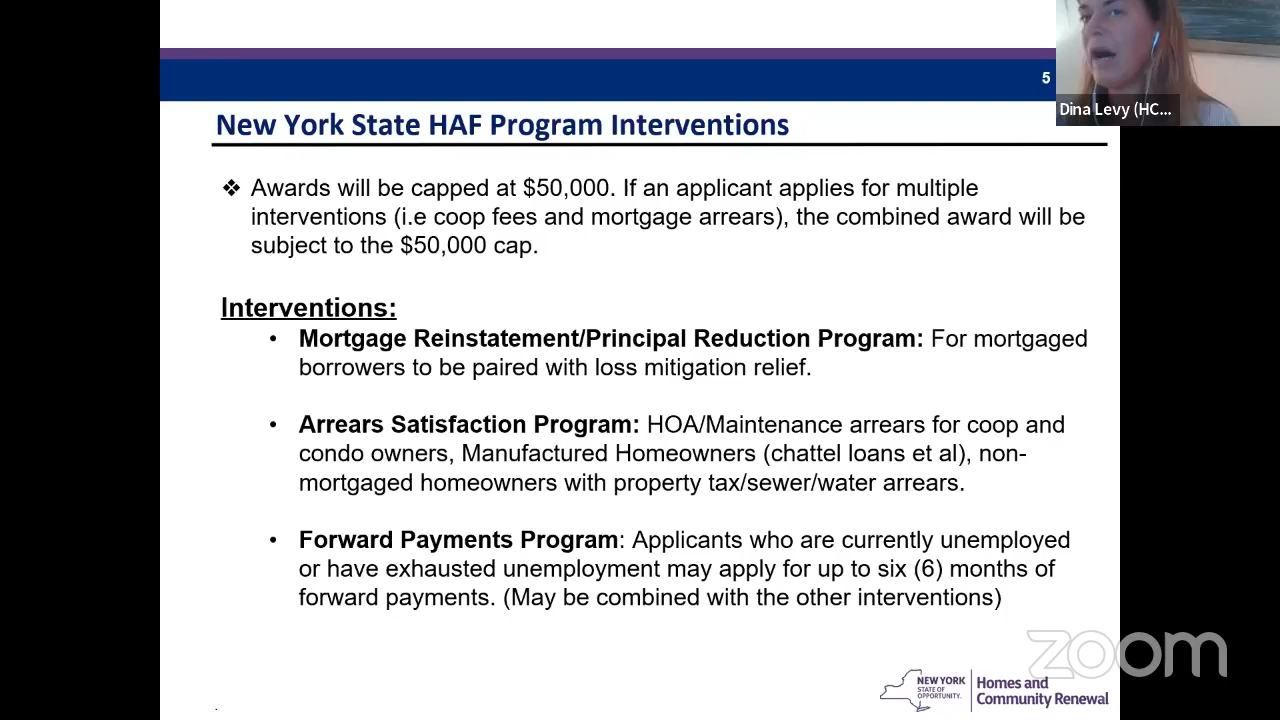 5
Dina Levy (HC...
New York State HAF Program Interventions
❖ Awards will be capped at $50,000. If an applicant applies for multiple
interventions (i.e coop fees and mortgage arrears), the combined award will be
subject to the $50,000 cap.
Interventions:
• Mortgage Reinstatement/Principal Reduction Program: For mortgaged
borrowers to be paired with loss mitigation relief.
• Arrears Satisfaction Program: HOA/Maintenance arrears for coop and
condo owners, Manufactured Homeowners (chattel loans et al), non-
mortgaged homeowners with property tax/sewer/water arrears.
• Forward Payments Program: Applicants who are currently unemployed
or have exhausted unemployment may apply for up to six (6) months of
forward payments. (May be combined with the other interventions)
zoom
NEW YORK
STATE OF
OPPORTUNITY.
Homes and
Community Renewal